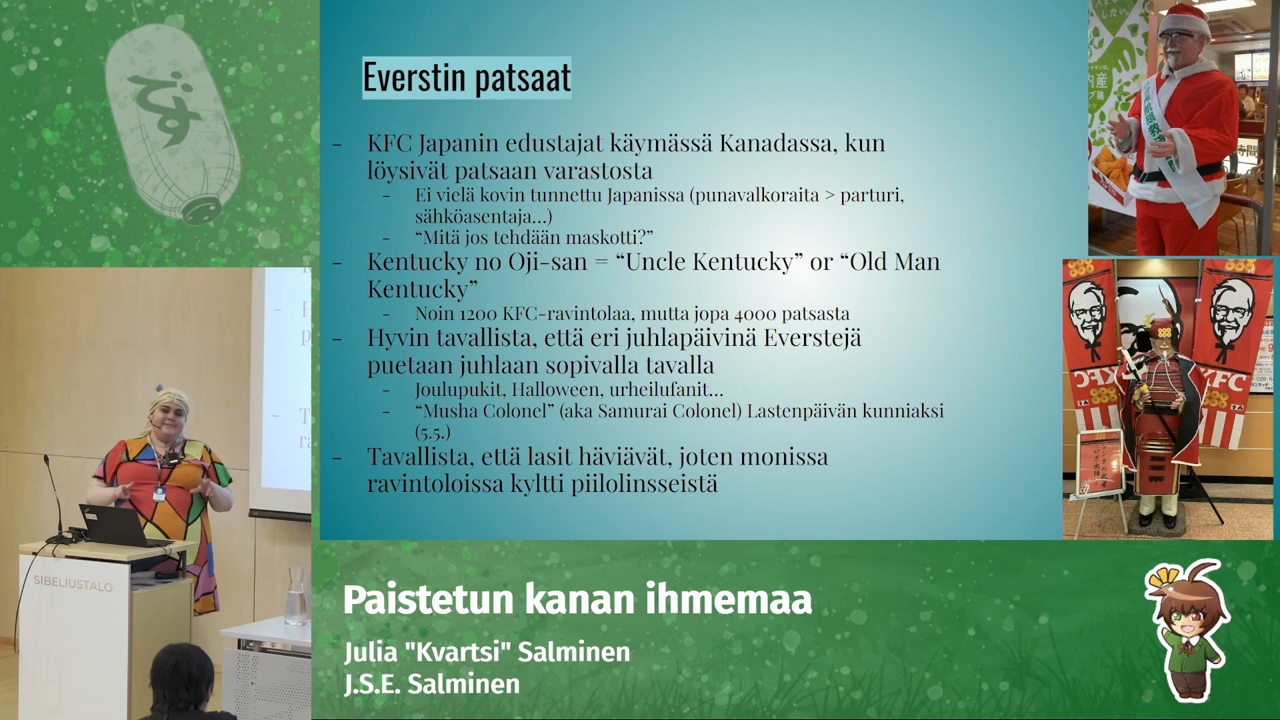 Everstin patsaat
- KFC Japanin edustajat käymässä Kanadassa, kun
löysivät patsaan varastosta
- Ei vielä kovin tunnettu Japanissa (punavalkoraita > parturi,
sähköasentaja...)
- “Mitä jos tehdään maskotti?”
- Kentucky no Oji-san = “Uncle Kentucky” or “Old Man
Kentucky”
- Noin 1200 KFC-ravintolaa, mutta jopa 4000 patsasta
- Hyvin tavallista, että eri juhlapäivinä Everstejä
puetaan juhlaan sopivalla tavalla
- Joulupukit, Halloween, urheilufanit...
- “Musha Colonel” (aka Samurai Colonel) Lastenpäivän kunniaksi
(5.5.)
- Tavallista, että lasit häviävät, joten monissa
ravintoloissa kyltti piilolinsseistä
KFC
SIBELIUSTALO
Paistetun kanan ihmemaa
Julia "Kvartsi" Salminen
J.S.E. Salminen